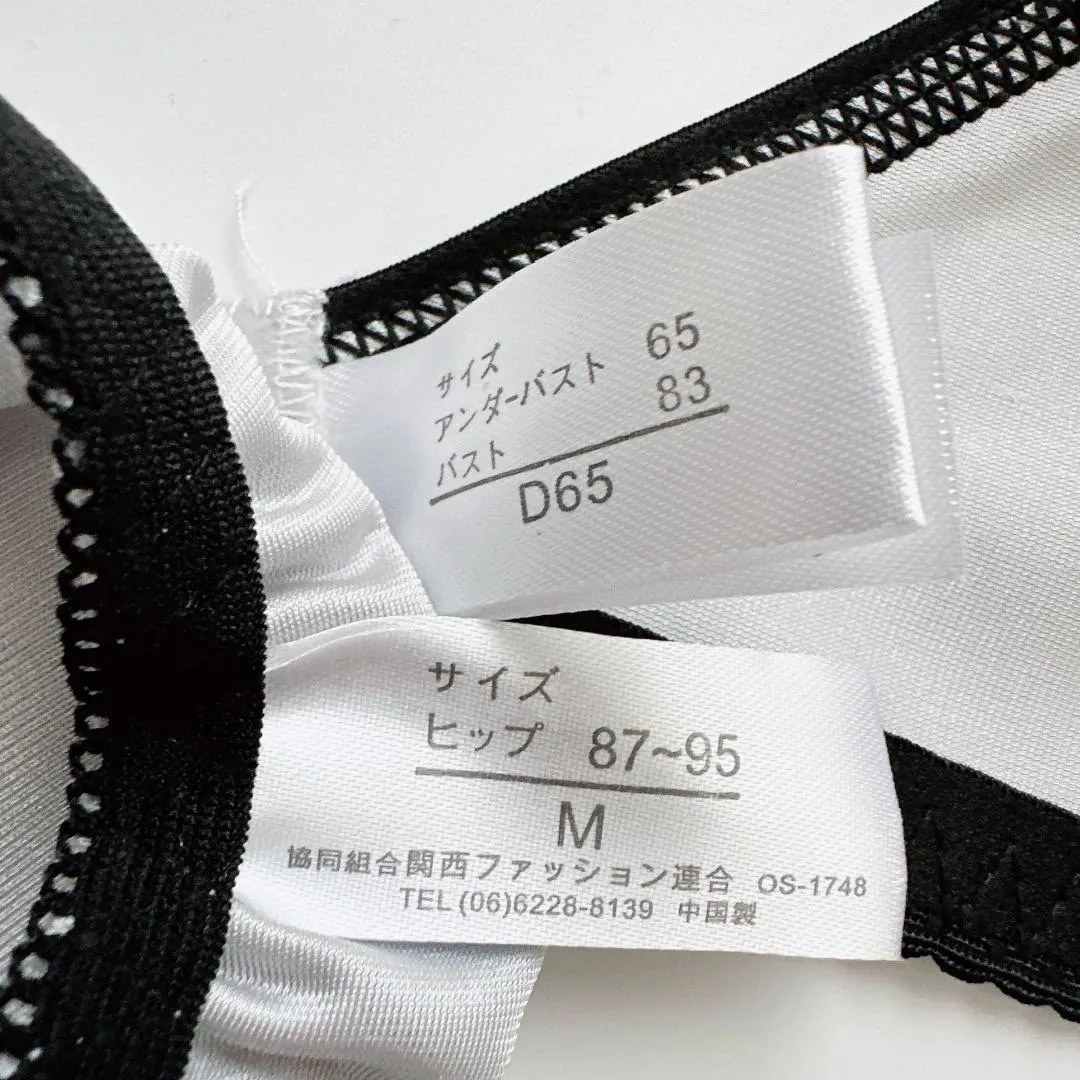 サイズ
アンダーバスト 65
バスト 83
D65
サイズ
ヒップ 87~95
M
協同組合関西ファッション連合 OS-1748
TEL (06)6228-8139 中国製